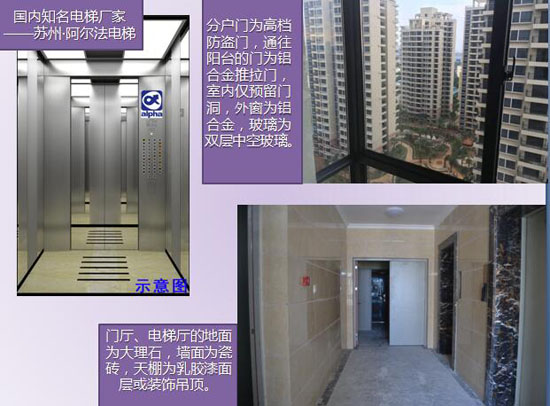 国内知名电梯厂家
——苏州·阿尔法电梯
alpha
示意图
分户门为高档
防盗门，通往
阳台的门为铝
合金推拉门，
室内仅预留门
洞，外窗为铝
合金，玻璃为
双层中空玻璃。
门厅、电梯厅的地面
为大理石，墙面为瓷
砖，天棚为乳胶漆面
层或装饰吊顶。